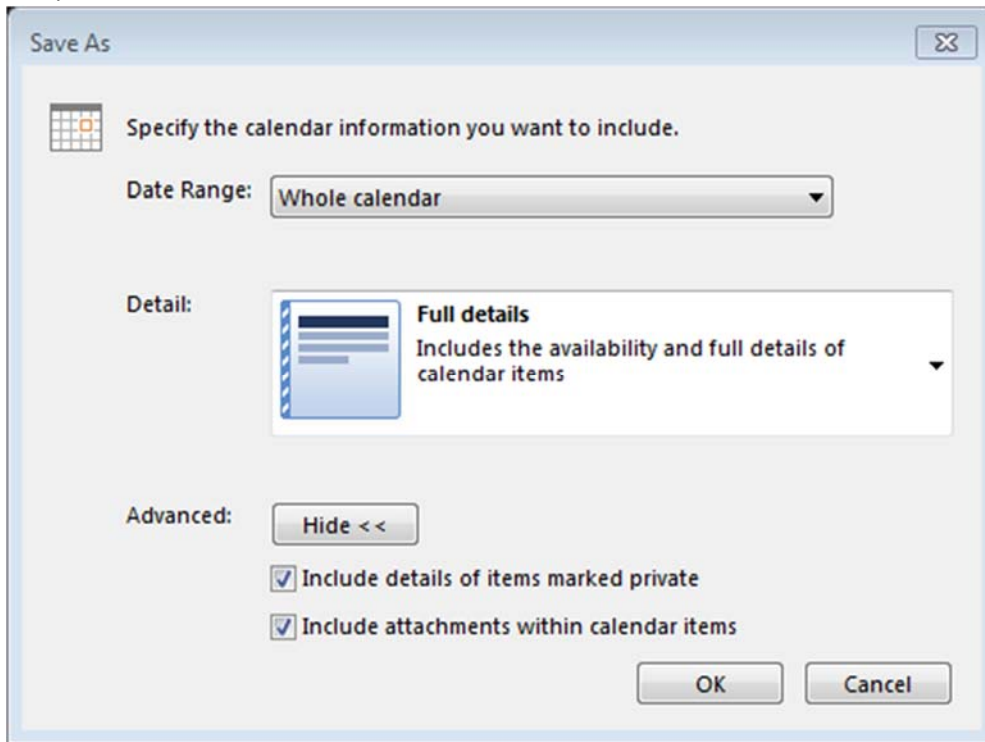 Save As
Specify the calendar information you want to include.
Date Range: Whole calendar
Detail:
Full details
Includes the availability and full details of
calendar items
Advanced: Hide <<
Include details of items marked private
Include attachments within calendar items
OK Cancel